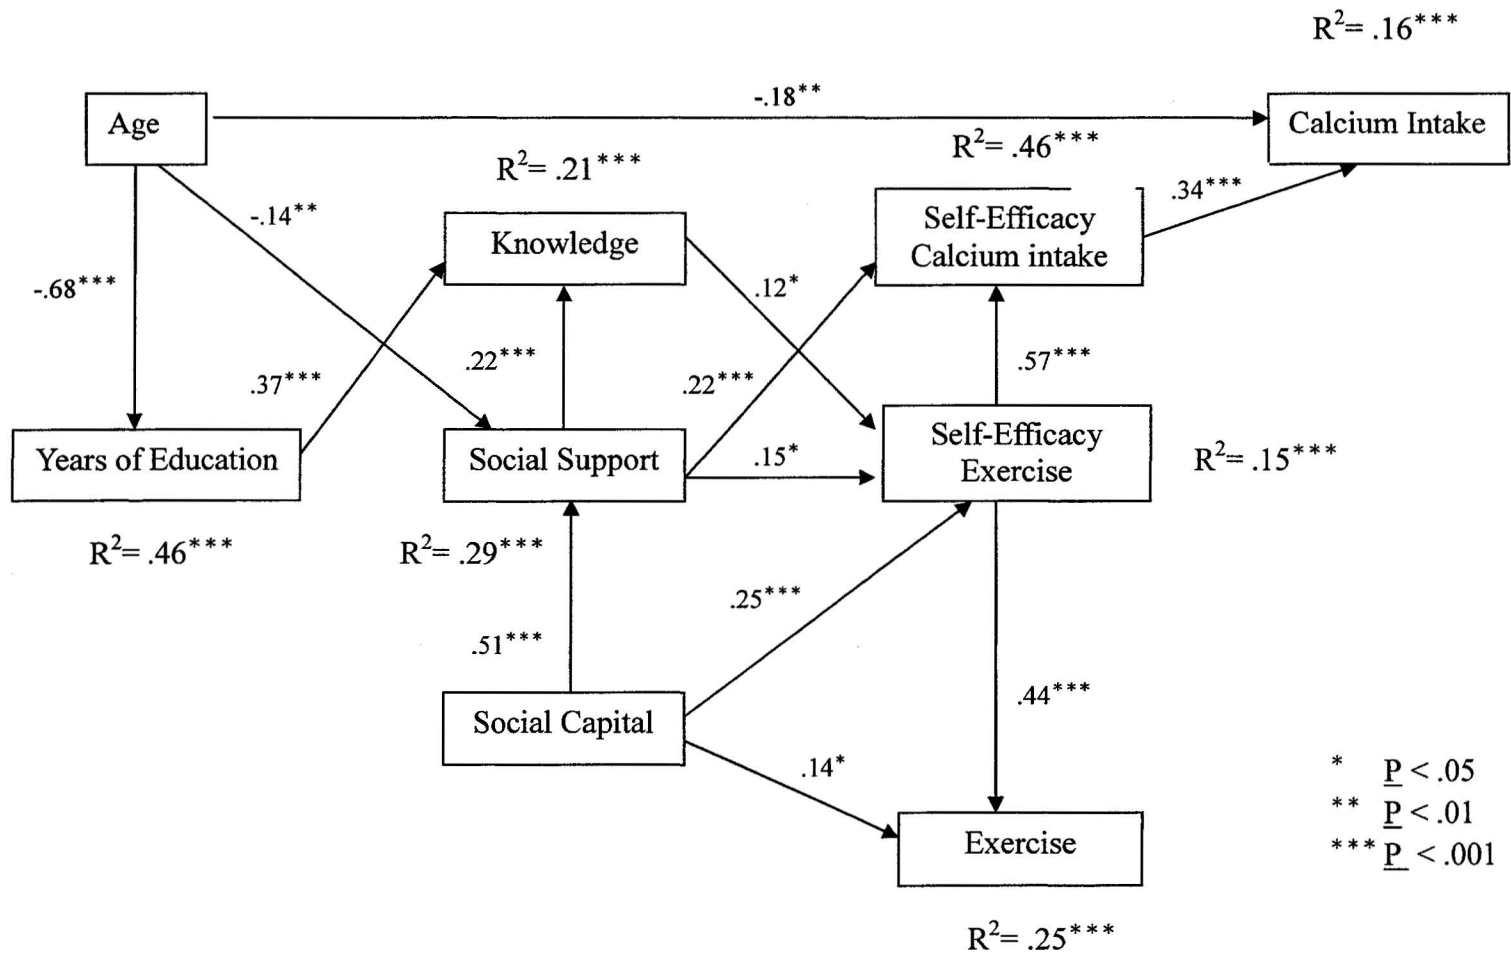 R²= .16***
Age
-.18**
Calcium Intake
R²= .46***
R²= .21***
-.14**
.34***
Knowledge
Self-Efficacy
Calcium intake
-.68***
.12*
.37***
.22***
.22***
.57***
Years of Education
Social Support
.15*
Self-Efficacy
Exercise
R²= .15***
R²= .46***
R²= .29***
.25***
.51***
Social Capital
.44***
.14*
* P < .05
** P < .01
*** P < .001
Exercise
R²= .25***